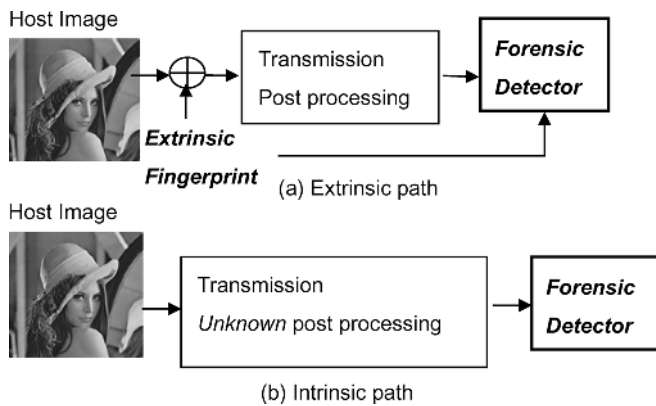 Host Image
Transmission
Post processing
Forensic
Detector
Extrinsic
Fingerprint
(a) Extrinsic path
Host Image
Transmission
Unknown post processing
Forensic
Detector
(b) Intrinsic path